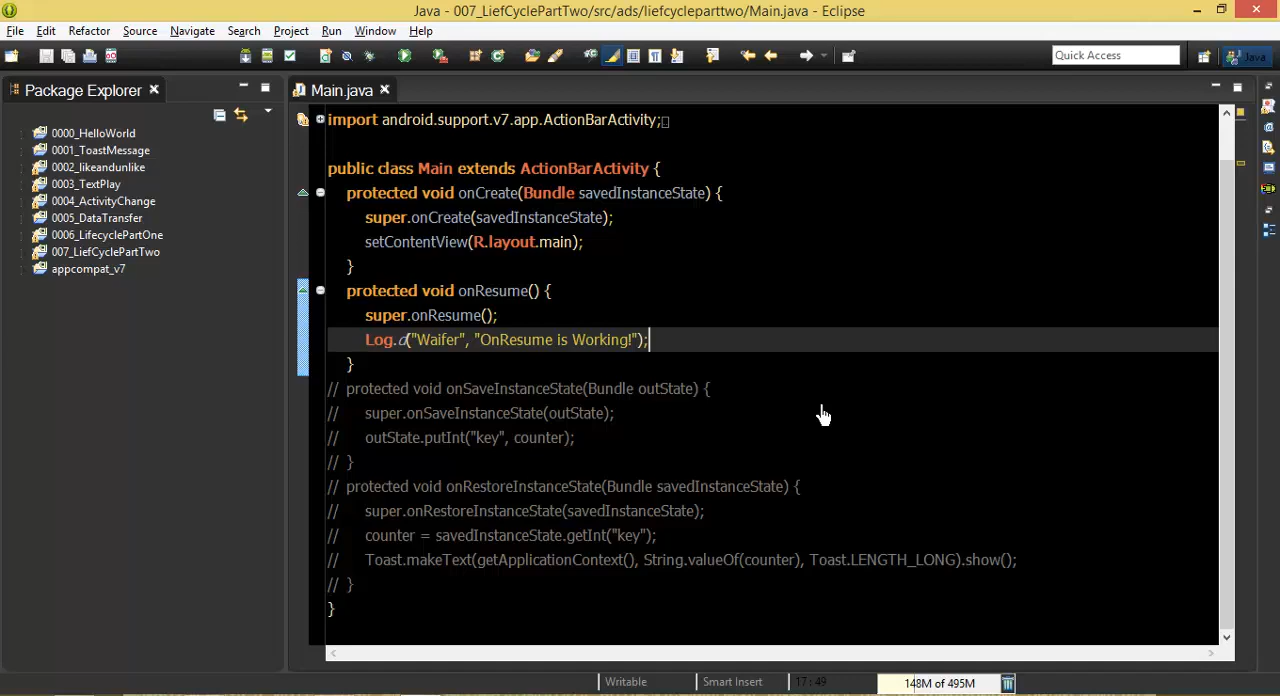 Java - 007_LiefCyclePartTwo/src/ads/liefcycleparttwo/Main.java - Eclipse
File Edit Refactor Source Navigate Search Project Run Window Help
Quick Access
Java
Package Explorer
Main.java
0000_HelloWorld
0001_ToastMessage
0002_likeandunlike
0003_TextPlay
0004_ActivityChange
0005_DataTransfer
0006_LifecyclePartOne
007_LiefCyclePartTwo
appcompat_v7
import android.support.v7.app.ActionBarActivity;
public class Main extends ActionBarActivity {
protected void onCreate(Bundle savedInstanceState) {
super.onCreate(savedInstanceState);
setContentView(R.layout.main);
}
protected void onResume() {
super.onResume();
Log.d("Waifer", "OnResume is Working!");
}
// protected void onSaveInstanceState(Bundle outState) {
// super.onSaveInstanceState(outState);
// outState.putInt("key", counter);
// }
// protected void onRestoreInstanceState(Bundle savedInstanceState) {
// super.onRestoreInstanceState(savedInstanceState);
// counter = savedInstanceState.getInt("key");
// Toast.makeText(getApplicationContext(), String.valueOf(counter), Toast.LENGTH_LONG).show();
// }
}
Writable
Smart Insert
17 : 49
148M of 495M